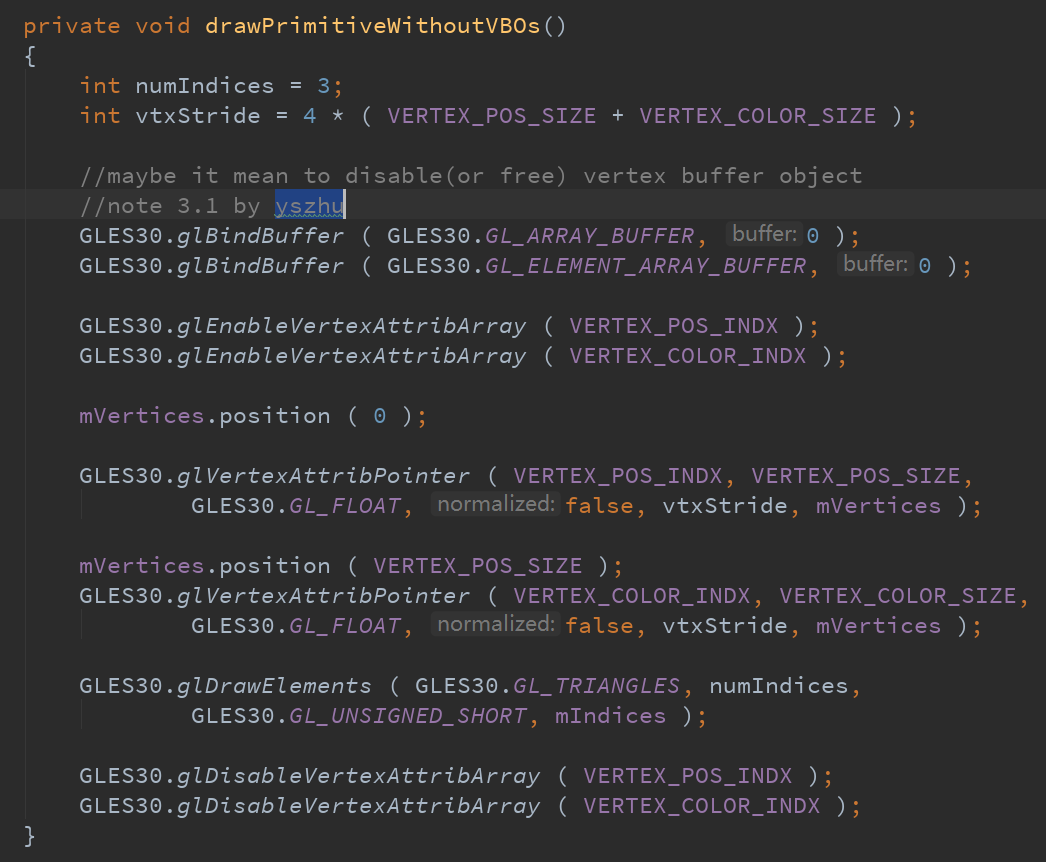 private void drawPrimitiveWithoutVBOs()
{
    int numIndices = 3;
    int vtxStride = 4 * ( VERTEX_POS_SIZE + VERTEX_COLOR_SIZE );
    //maybe it mean to disable(or free) vertex buffer object
    //note 3.1 by yszhu
    GLES30.glBindBuffer ( GLES30.GL_ARRAY_BUFFER, buffer: 0 );
    GLES30.glBindBuffer ( GLES30.GL_ELEMENT_ARRAY_BUFFER, buffer: 0 );
    GLES30.glEnableVertexAttribArray ( VERTEX_POS_INDX );
    GLES30.glEnableVertexAttribArray ( VERTEX_COLOR_INDX );
    mVertices.position ( 0 );
    GLES30.glVertexAttribPointer ( VERTEX_POS_INDX, VERTEX_POS_SIZE,
            GLES30.GL_FLOAT, normalized: false, vtxStride, mVertices );
    mVertices.position ( VERTEX_POS_SIZE );
    GLES30.glVertexAttribPointer ( VERTEX_COLOR_INDX, VERTEX_COLOR_SIZE,
            GLES30.GL_FLOAT, normalized: false, vtxStride, mVertices );
    GLES30.glDrawElements ( GLES30.GL_TRIANGLES, numIndices,
            GLES30.GL_UNSIGNED_SHORT, mIndices );
    GLES30.glDisableVertexAttribArray ( VERTEX_POS_INDX );
    GLES30.glDisableVertexAttribArray ( VERTEX_COLOR_INDX );
}